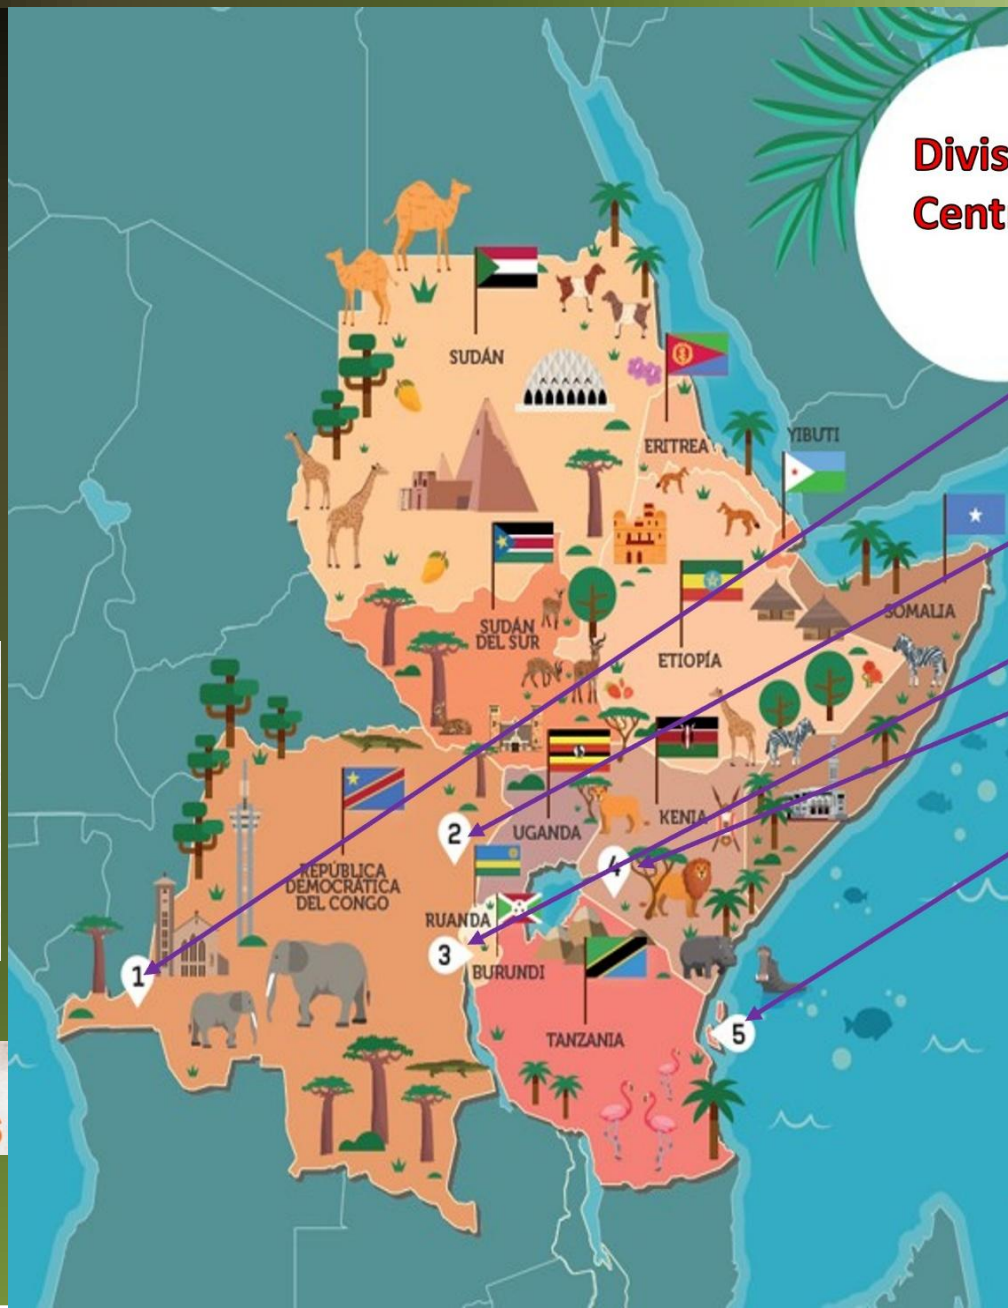 Divis
Cent
SUDÁN
ERITREA
YIBUTI
SUDÁN
DEL SUR
ETIOPÍA
SOMALIA
UGANDA
KENIA
2
4
REPÚBLICA
DEMOCRÁTICA
DEL CONGO
RUANDA
3
BURUNDI
1
TANZANIA
5